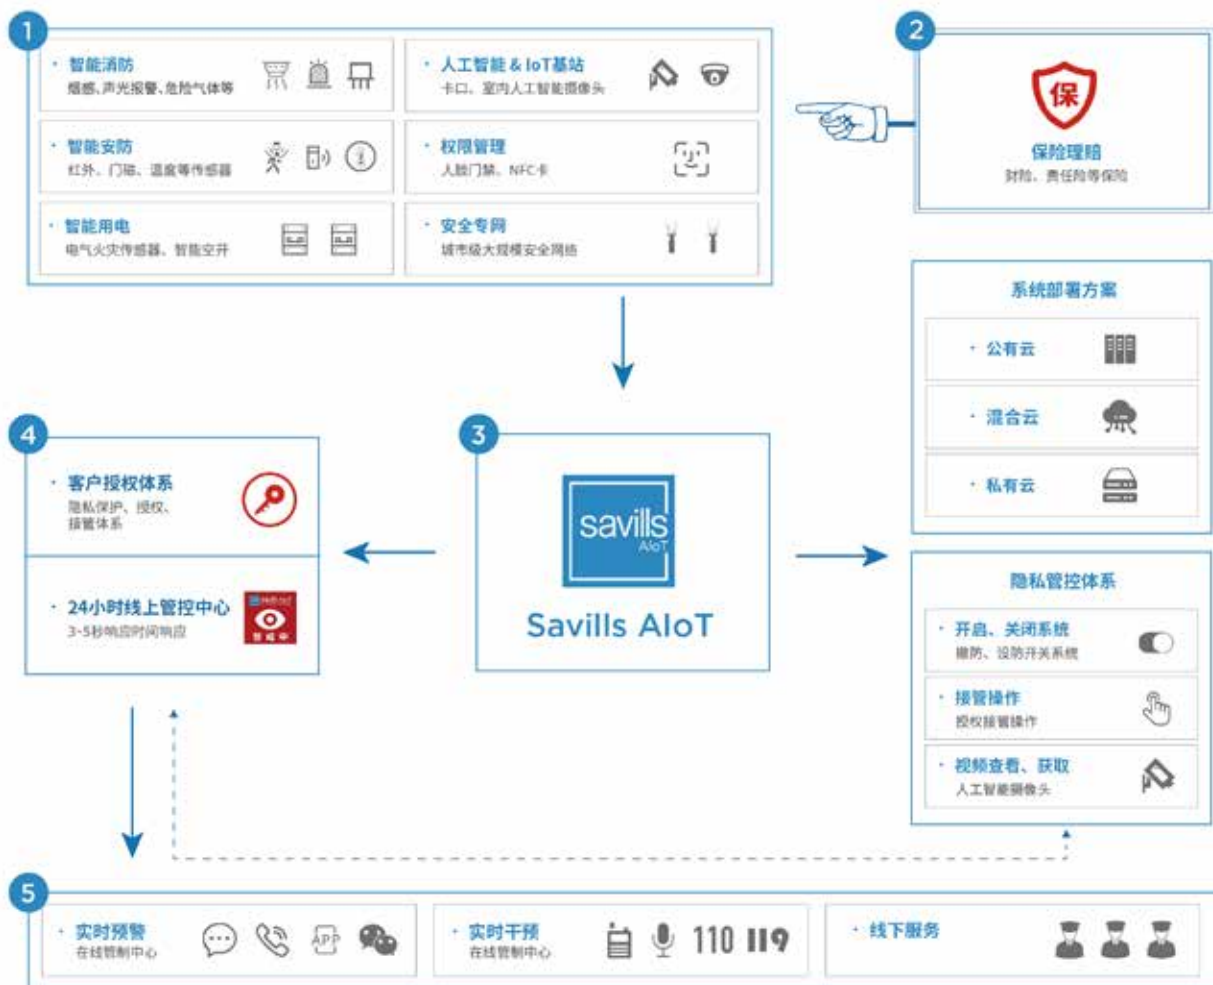 1
智能消防
烟感、声光报警、危险气体等
人工智能 & IoT基站
卡口、室内人工智能摄像头
智能安防
红外、门磁、温度等传感器
权限管理
人脸门禁、NFC卡
智能用电
电气火灾传感器、智能空开
安全专网
城市级大规模安全网络
2
保
保险理赔
财险、责任险等保险
系统部署方案
公有云
混合云
私有云
4
客户授权体系
隐私保护、授权、
接管体系
24小时线上管控中心
3-5秒响应时间响应
3
savills
AIoT
Savills AIoT
隐私管控体系
开启、关闭系统
撤防、设防开关系统
接管操作
授权接管操作
视频查看、获取
人工智能摄像头
5
实时预警
在线管制中心
APP
实时干预
在线管制中心
110 119
线下服务